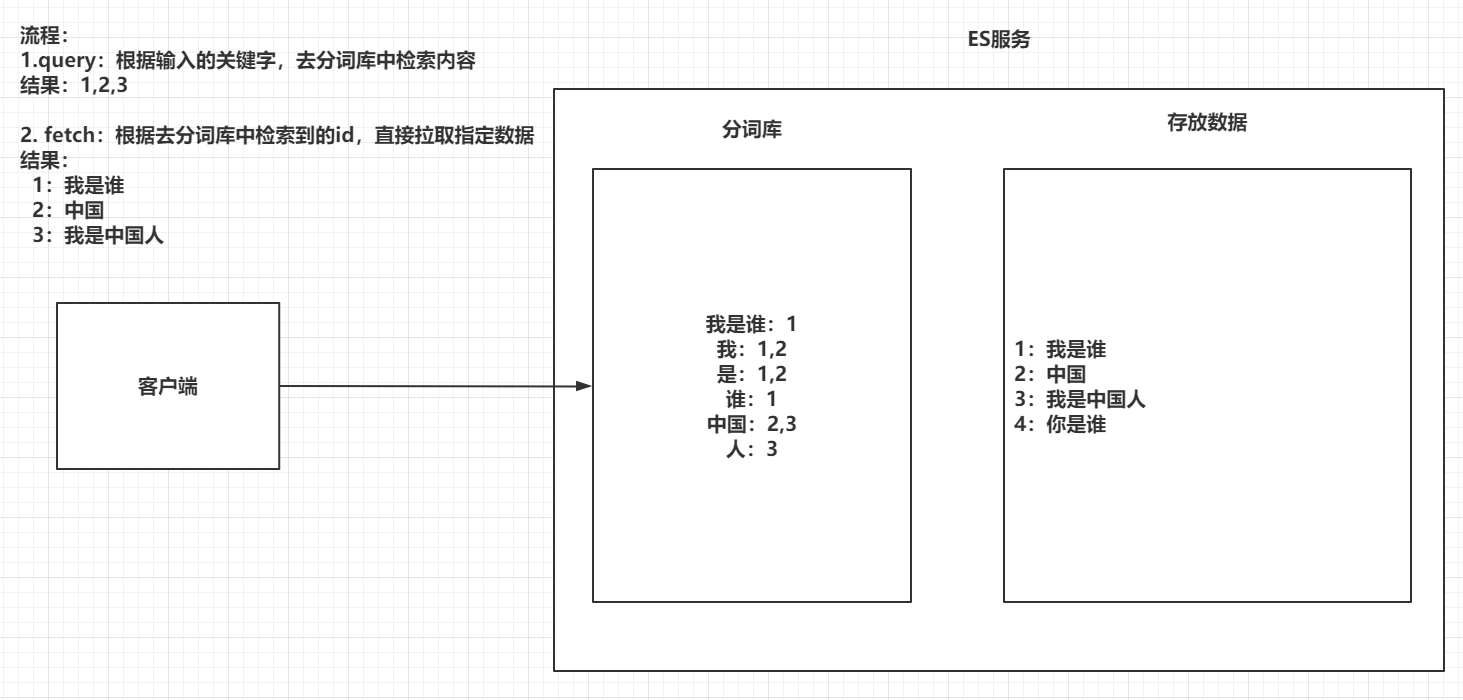 流程：
1.query：根据输入的关键字，去分词库中检索内容
结果：1,2,3
2. fetch：根据去分词库中检索到的id，直接拉取指定数据
结果：
1：我是谁
2：中国
3：我是中国人
客户端
ES服务
分词库
我是谁：1
我：1,2
是：1,2
谁：1
中国：2,3
人：3
存放数据
1：我是谁
2：中国
3：我是中国人
4：你是谁